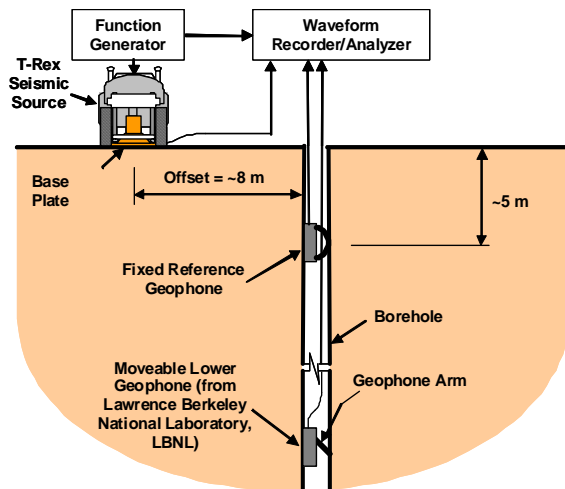 Function
Generator
Waveform
Recorder/Analyzer
T-Rex
Seismic
Source
Base
Plate
Offset = ~8 m
~5 m
Fixed Reference
Geophone
Borehole
Moveable Lower
Geophone (from
Lawrence Berkeley
National Laboratory,
LBNL)
Geophone Arm